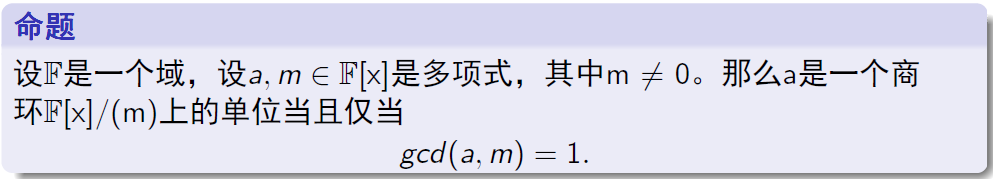 命题
设𝔽是一个域，设a, m ∈ 𝔽[x]是多项式，其中m ≠ 0。那么a是一个商
环𝔽[x]/(m)上的单位当且仅当
gcd(a, m) = 1.